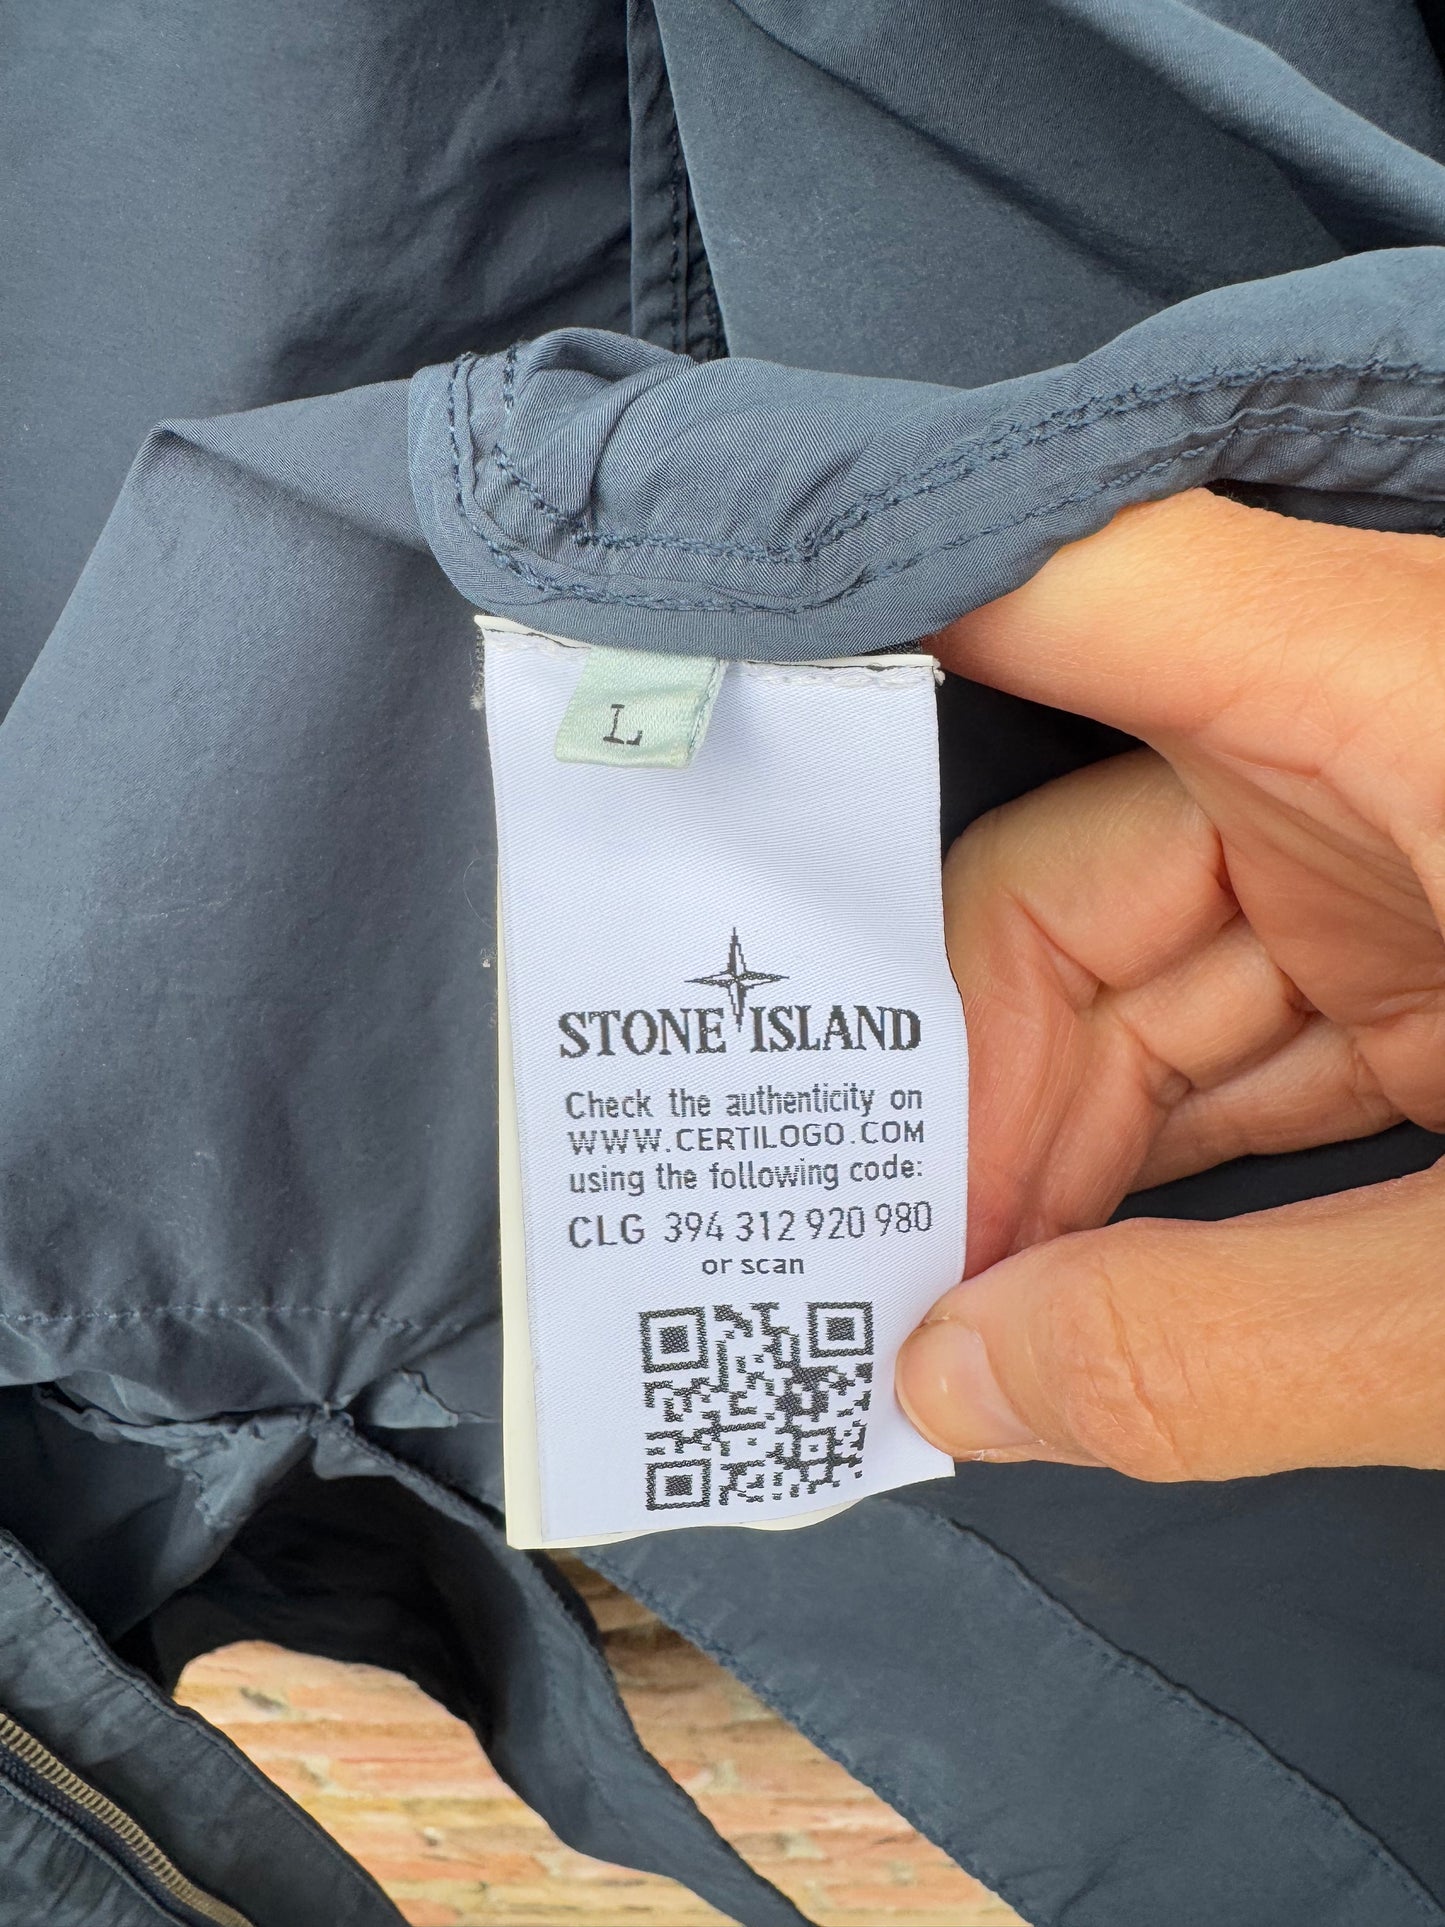 L
STONE ISLAND
Check the authenticity on
WWW.CERTILOGO.COM
using the following code:
CLG 394 312 920 980
or scan